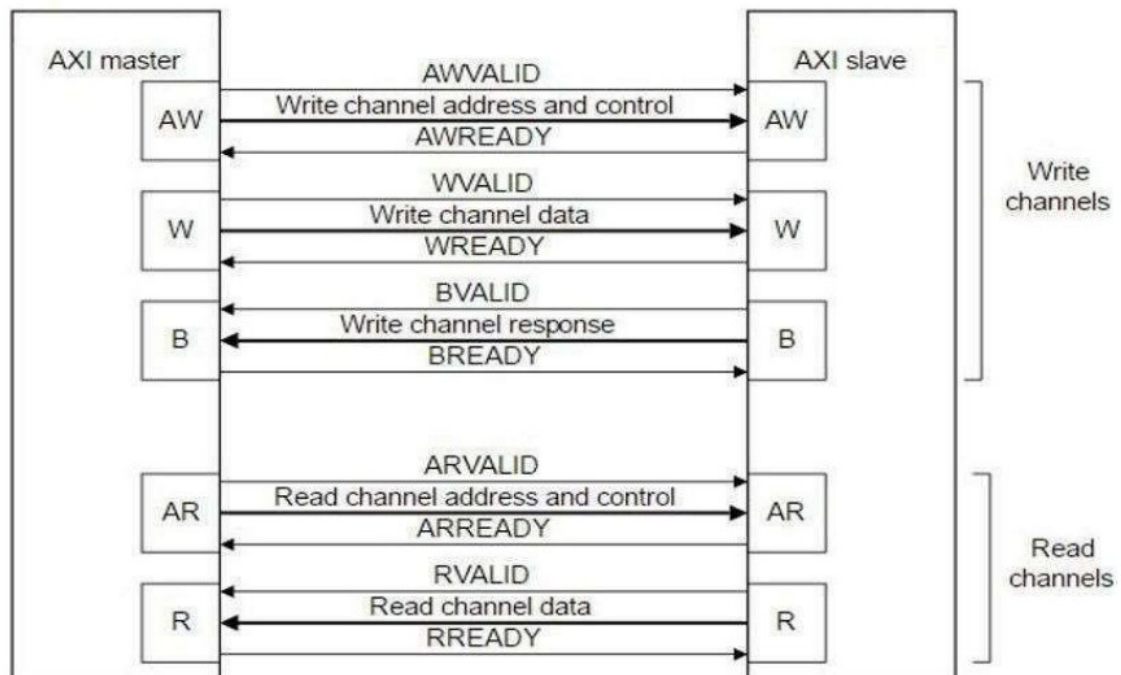 AXI master
AXI slave
AWVALID
AW
Write channel address and control
AW
AWREADY
Write
channels
WVALID
W
Write channel data
W
WREADY
BVALID
B
Write channel response
B
BREADY
ARVALID
AR
Read channel address and control
AR
ARREADY
Read
channels
RVALID
R
Read channel data
R
RREADY